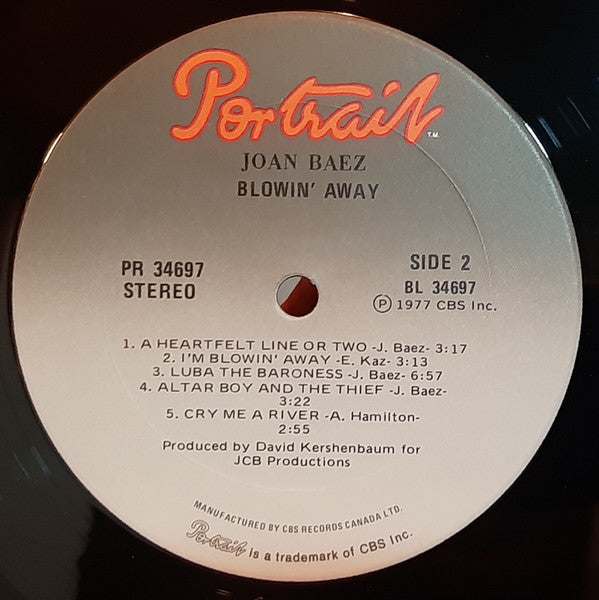 Portrait
TM
JOAN BAEZ
BLOWIN' AWAY
PR 34697
STEREO
SIDE 2
BL 34697
Ⓟ 1977 CBS Inc.
1. A HEARTFELT LINE OR TWO -J. Baez- 3:17
2. I'M BLOWIN' AWAY -E. Kaz- 3:13
3. LUBA THE BARONESS -J. Baez- 6:57
4. ALTAR BOY AND THE THIEF -J. Baez-
3:22
5. CRY ME A RIVER -A. Hamilton-
2:55
Produced by David Kershenbaum for
JCB Productions
MANUFACTURED BY CBS RECORDS CANADA LTD.
Portrait is a trademark of CBS Inc.